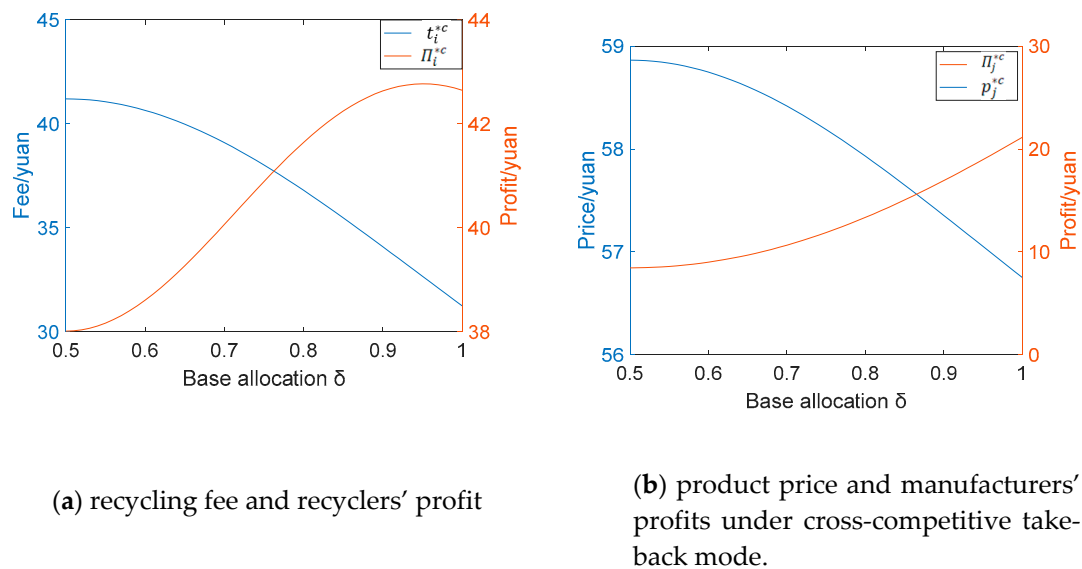 45
40
35
30
Fee/yuan
44
42
40
38
Profit/yuan
t_i^{*c}
Π_i^{*c}
0.5 0.6 0.7 0.8 0.9 1
Base allocation δ
(a) recycling fee and recyclers' profit
59
58
57
56
Price/yuan
30
20
10
0
Profit/yuan
Π_j^{*c}
p_j^{*c}
0.5 0.6 0.7 0.8 0.9 1
Base allocation δ
(b) product price and manufacturers'
profits under cross-competitive take-
back mode.